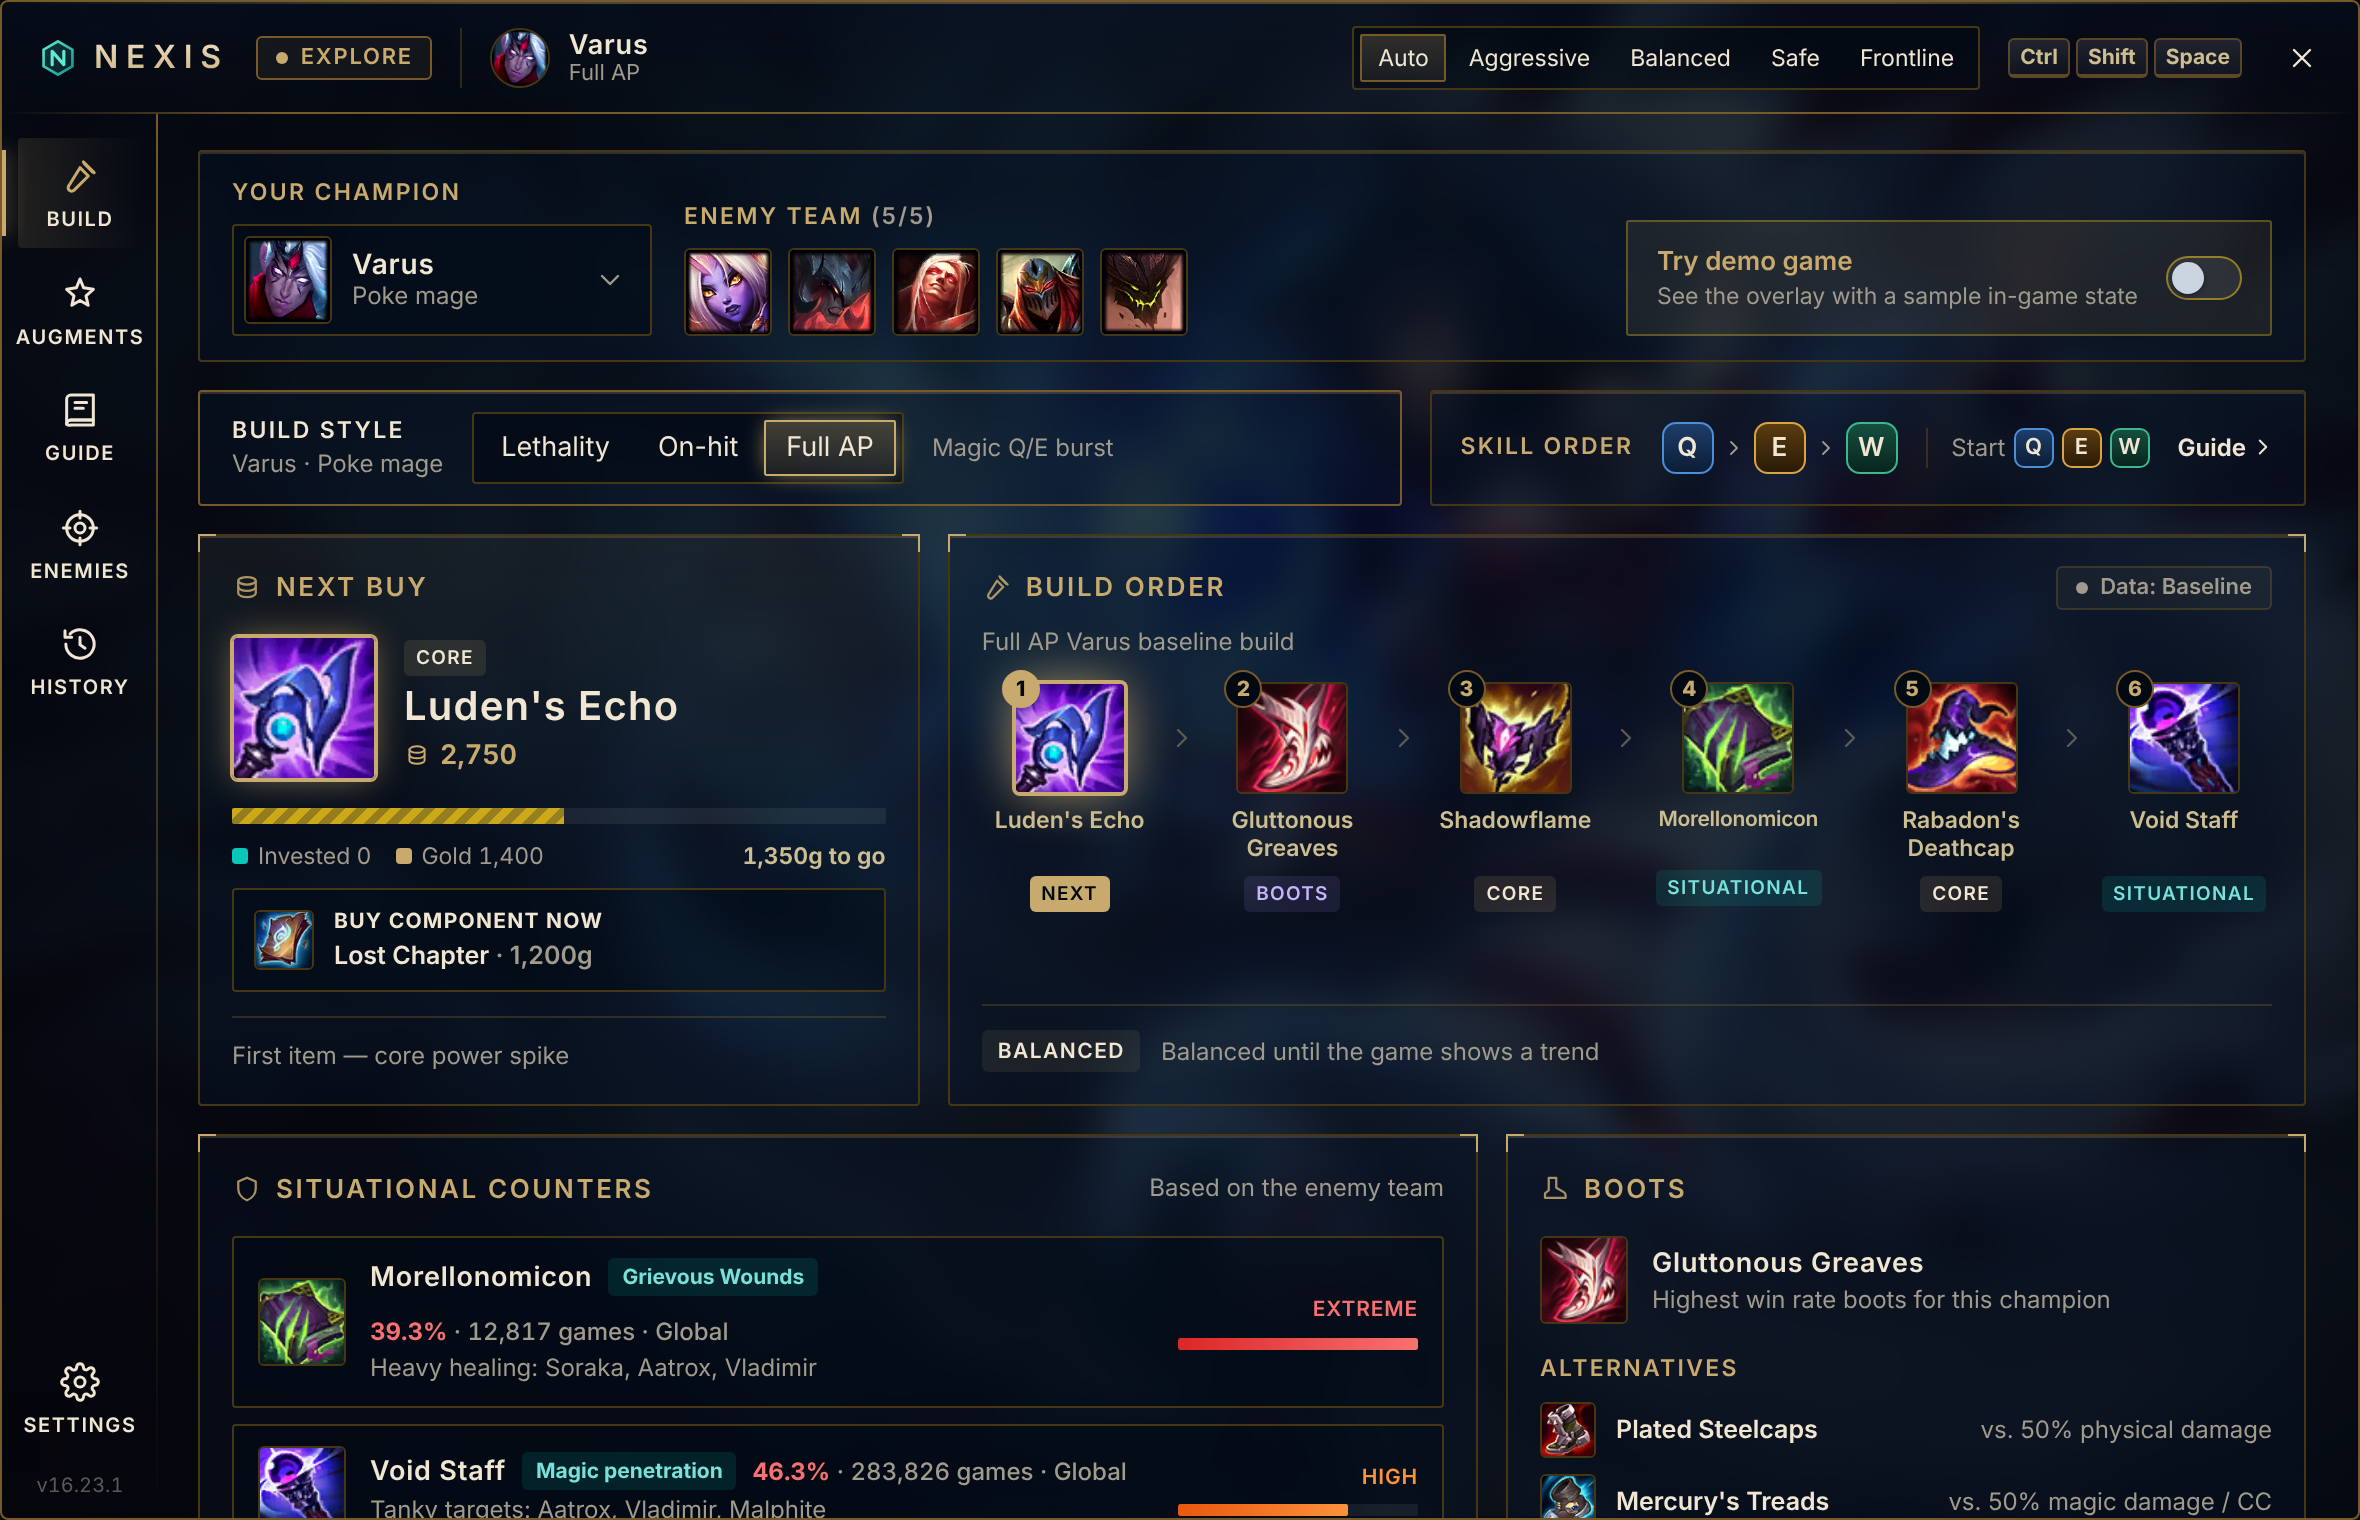 NEXIS
EXPLORE
Varus
Full AP
Auto
Aggressive
Balanced
Safe
Frontline
Ctrl
Shift
Space
BUILD
AUGMENTS
GUIDE
ENEMIES
HISTORY
SETTINGS
v16.23.1
YOUR CHAMPION
Varus
Poke mage
ENEMY TEAM (5/5)
Try demo game
See the overlay with a sample in-game state
BUILD STYLE
Varus · Poke mage
Lethality
On-hit
Full AP
Magic Q/E burst
SKILL ORDER
Q
E
W
Start
Q
E
W
Guide
NEXT BUY
CORE
Luden's Echo
2,750
Invested 0
Gold 1,400
1,350g to go
BUY COMPONENT NOW
Lost Chapter · 1,200g
First item — core power spike
BUILD ORDER
Data: Baseline
Full AP Varus baseline build
1
Luden's Echo
NEXT
2
Gluttonous
Greaves
BOOTS
3
Shadowflame
CORE
4
Morellonomicon
SITUATIONAL
5
Rabadon's
Deathcap
CORE
6
Void Staff
SITUATIONAL
BALANCED
Balanced until the game shows a trend
SITUATIONAL COUNTERS
Based on the enemy team
Morellonomicon
Grievous Wounds
39.3% · 12,817 games · Global
Heavy healing: Soraka, Aatrox, Vladimir
EXTREME
Void Staff
Magic penetration
46.3% · 283,826 games · Global
Tanky targets: Aatrox, Vladimir, Malphite
HIGH
BOOTS
Gluttonous Greaves
Highest win rate boots for this champion
ALTERNATIVES
Plated Steelcaps
vs. 50% physical damage
Mercury's Treads
vs. 50% magic damage / CC